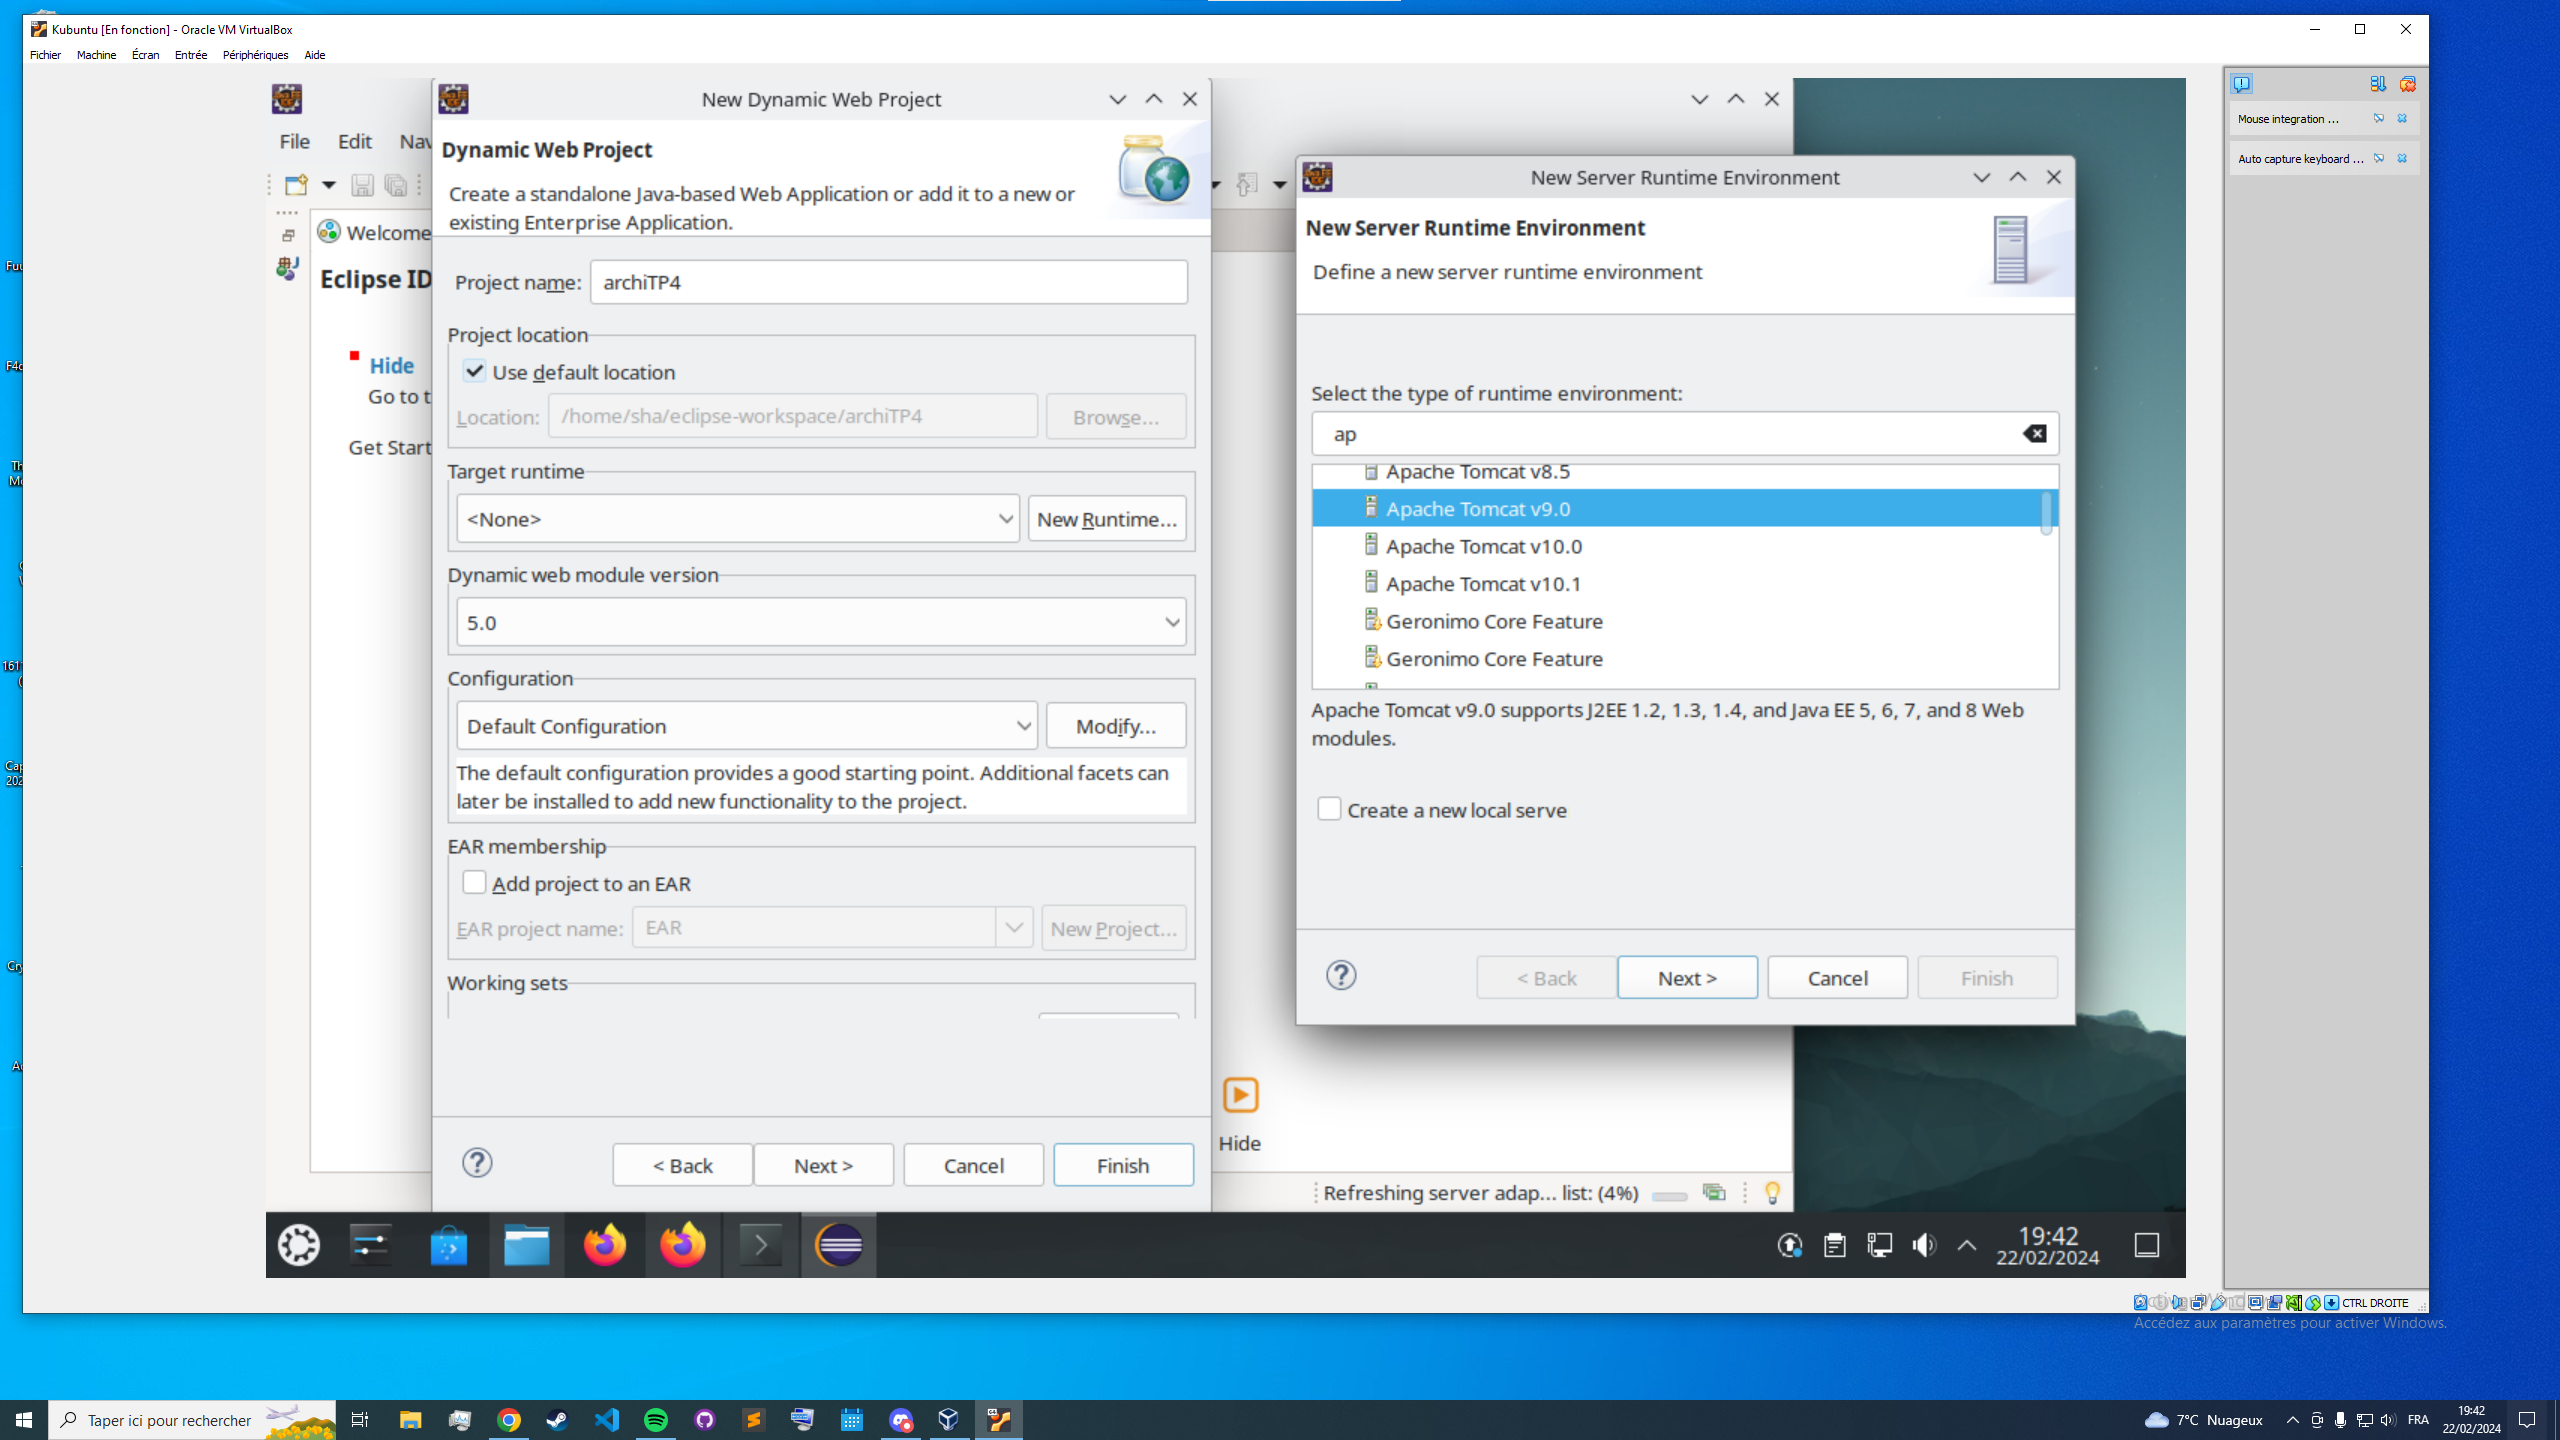 Kubuntu [En fonction] - Oracle VM VirtualBox
Fichier Machine Écran Entrée Périphériques Aide
New Dynamic Web Project
File Edit Nav
Dynamic Web Project
Create a standalone Java-based Web Application or add it to a new or
existing Enterprise Application.
Welcome
Eclipse ID
Hide
Go to t
Get Start
Project name: archiTP4
Project location
Use default location
Location: /home/sha/eclipse-workspace/archiTP4 Browse...
Target runtime
<None> New Runtime...
Dynamic web module version
5.0
Configuration
Default Configuration Modify...
The default configuration provides a good starting point. Additional facets can
later be installed to add new functionality to the project.
EAR membership
Add project to an EAR
EAR project name: EAR New Project...
Working sets
< Back Next > Cancel Finish
New Server Runtime Environment
New Server Runtime Environment
Define a new server runtime environment
Select the type of runtime environment:
ap
Apache Tomcat v8.5
Apache Tomcat v9.0
Apache Tomcat v10.0
Apache Tomcat v10.1
Geronimo Core Feature
Geronimo Core Feature
Apache Tomcat v9.0 supports J2EE 1.2, 1.3, 1.4, and Java EE 5, 6, 7, and 8 Web
modules.
Create a new local serve
< Back Next > Cancel Finish
Hide
Refreshing server adap... list: (4%)
19:42
22/02/2024
Mouse integration ...
Auto capture keyboard ...
CTRL DROITE
Accédez aux paramètres pour activer Windows.
Taper ici pour rechercher
7°C Nuageux
FRA
19:42
22/02/2024